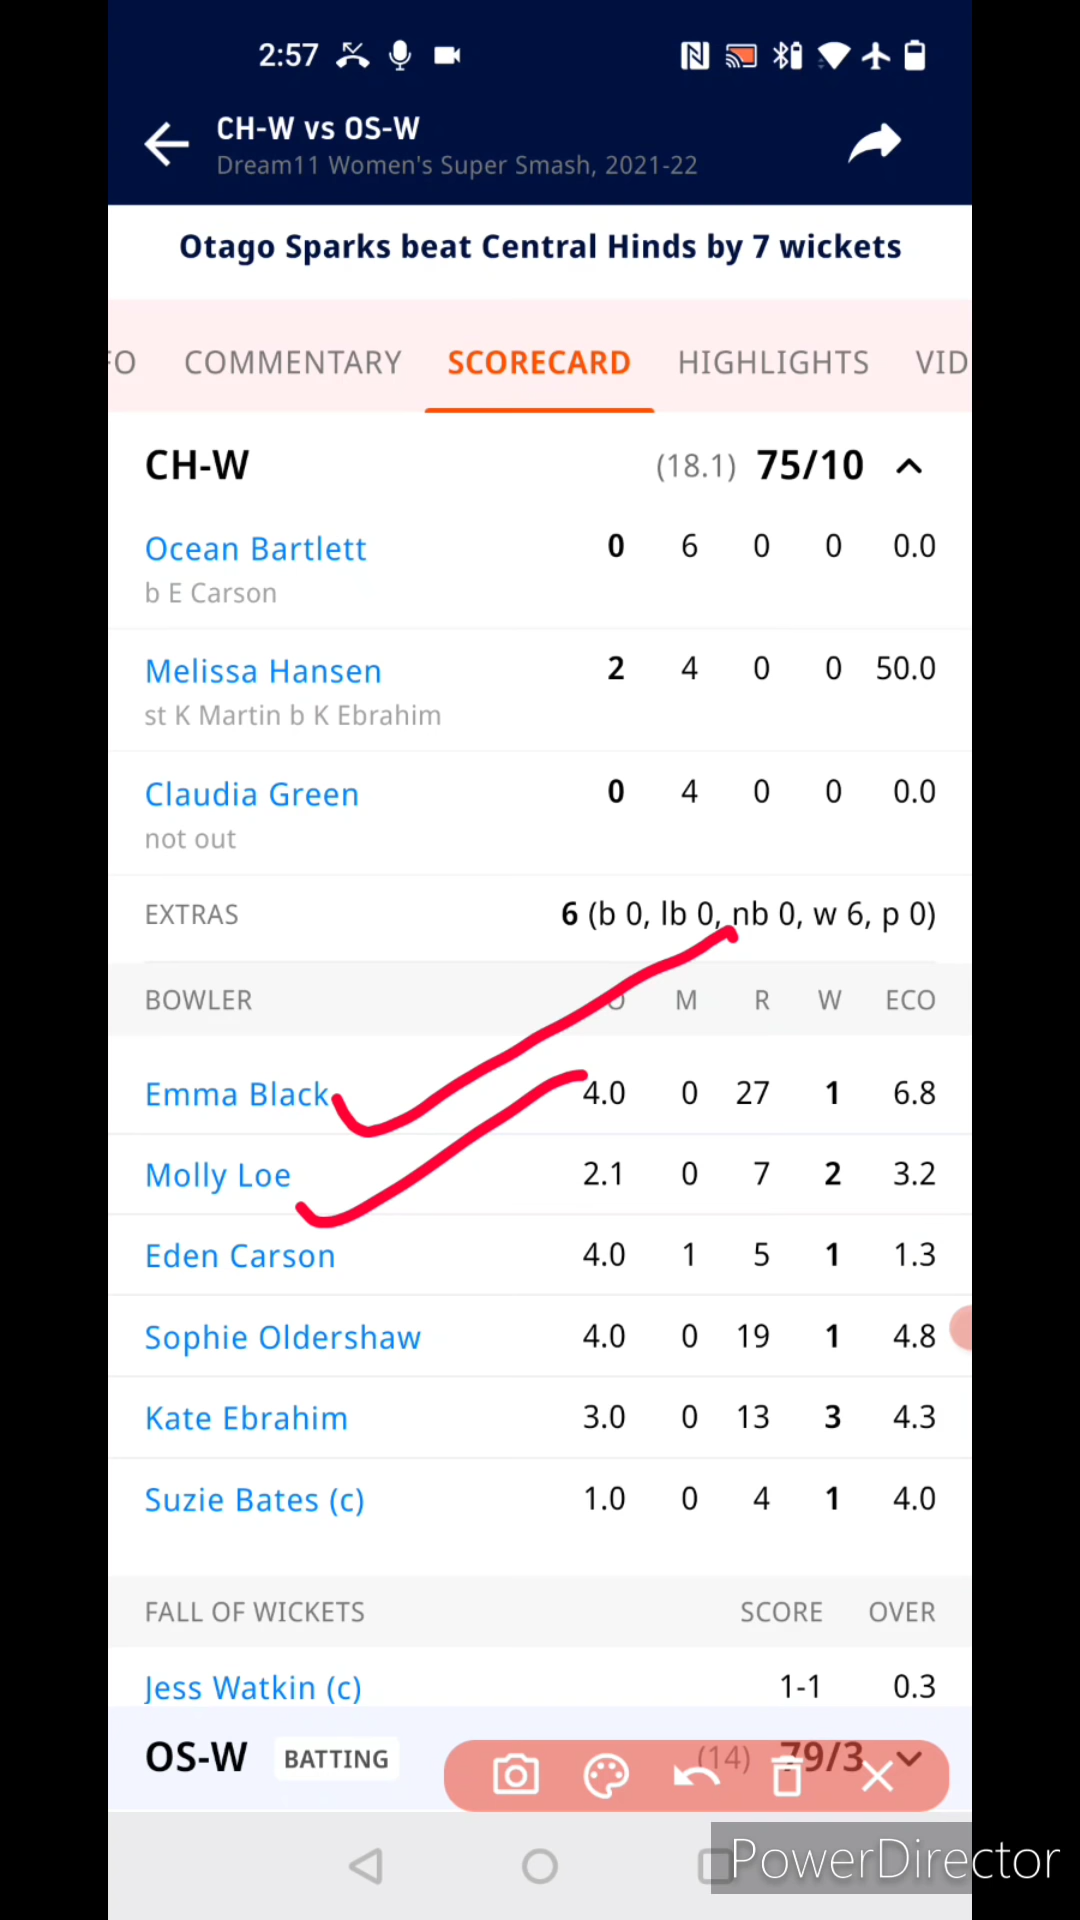 2:57
CH-W vs OS-W
Dream11 Women's Super Smash, 2021-22
Otago Sparks beat Central Hinds by 7 wickets
FO COMMENTARY SCORECARD HIGHLIGHTS VID
CH-W (18.1) 75/10
Ocean Bartlett 0 6 0 0 0.0
b E Carson
Melissa Hansen 2 4 0 0 50.0
st K Martin b K Ebrahim
Claudia Green 0 4 0 0 0.0
not out
EXTRAS 6 (b 0, lb 0, nb 0, w 6, p 0)
BOWLER O M R W ECO
Emma Black 4.0 0 27 1 6.8
Molly Loe 2.1 0 7 2 3.2
Eden Carson 4.0 1 5 1 1.3
Sophie Oldershaw 4.0 0 19 1 4.8
Kate Ebrahim 3.0 0 13 3 4.3
Suzie Bates (c) 1.0 0 4 1 4.0
FALL OF WICKETS SCORE OVER
Jess Watkin (c) 1-1 0.3
OS-W BATTING (14) 79/3
PowerDirector